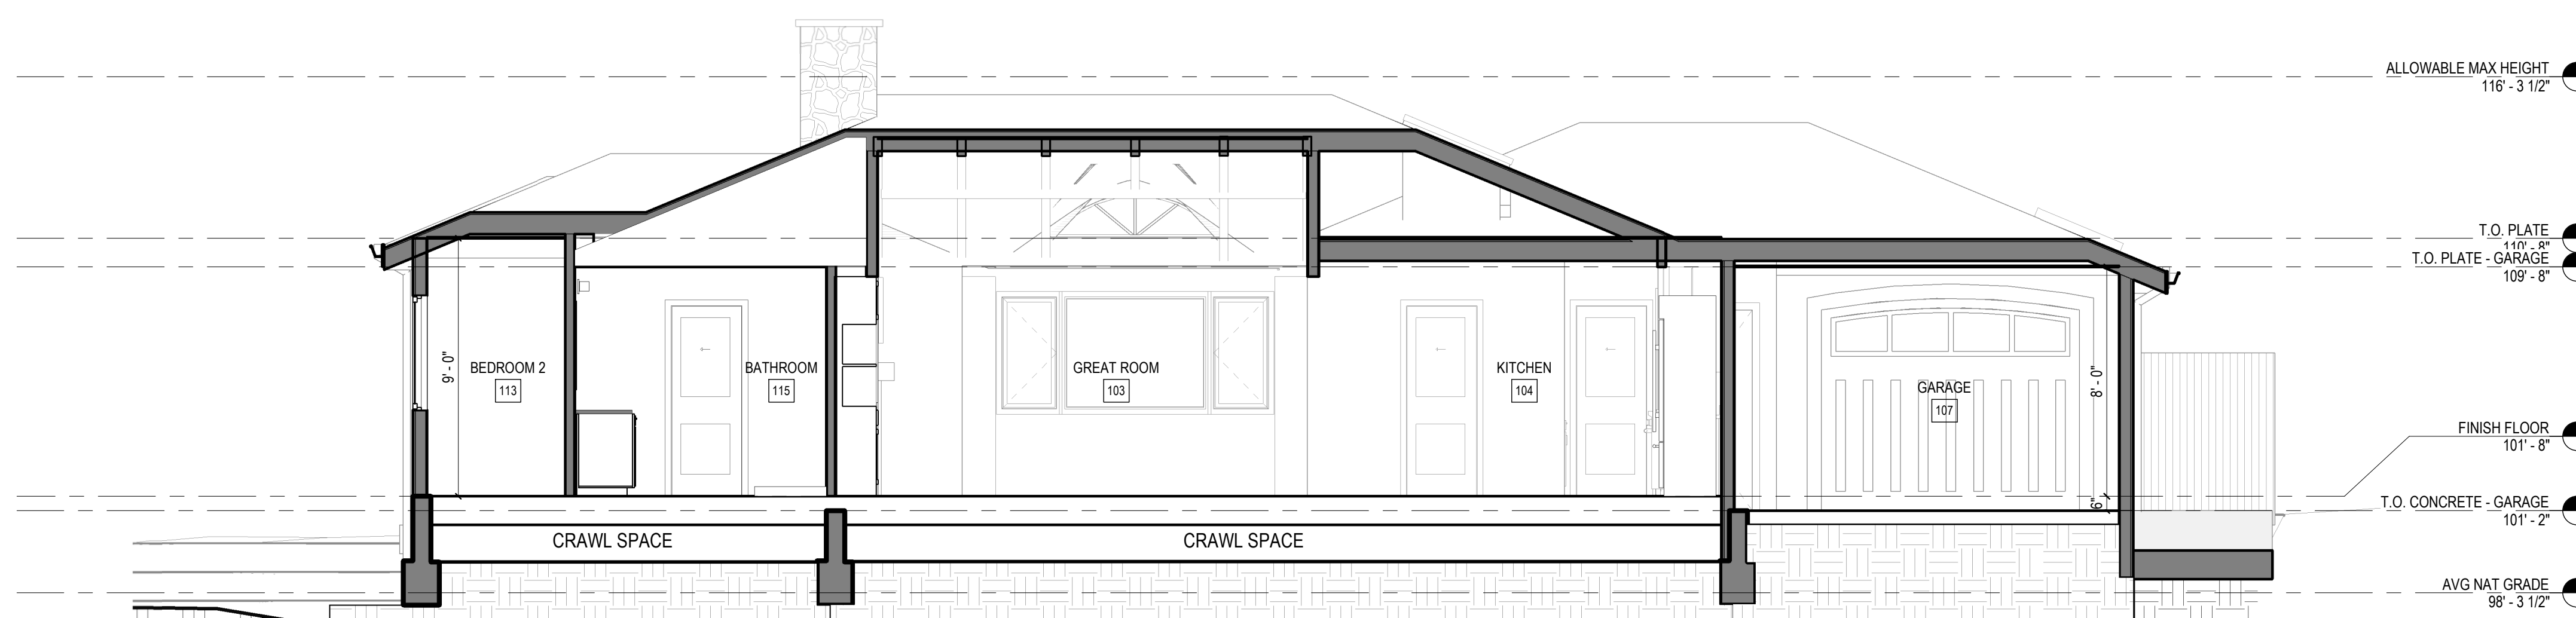 ALLOWABLE MAX HEIGHT
116' - 3 1/2"
T.O. PLATE
110' - 8"
T.O. PLATE - GARAGE
109' - 8"
9' - 0"
BEDROOM 2
113
BATHROOM
115
GREAT ROOM
103
KITCHEN
104
GARAGE
107
8' - 0"
FINISH FLOOR
101' - 8"
6"
T.O. CONCRETE - GARAGE
101' - 2"
CRAWL SPACE
CRAWL SPACE
AVG NAT GRADE
98' - 3 1/2"